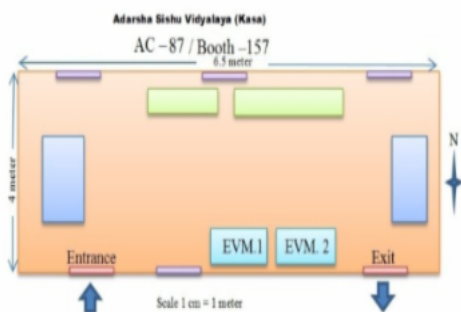 Adarsha Sishu Vidyalaya (Kasa)
AC –87 / Booth –157
6.5 meter
4 meter
N
EVM.1
EVM. 2
Entrance
Exit
Scale 1 cm = 1 meter